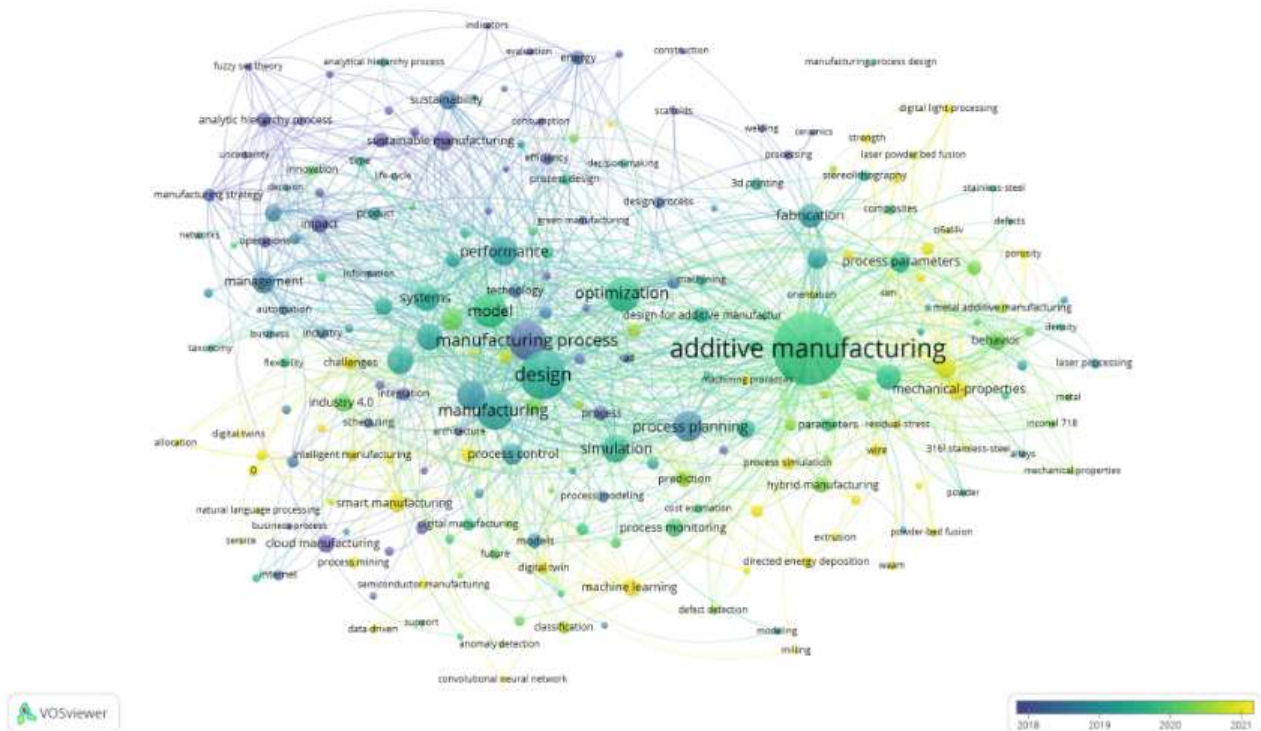 indicators
evaluation
energy
construction
fuzzy set theory
analytical hierarchy process
manufacturing process design
sustainability
digital light-processing
scaffolds
analytic hierarchy process
consumption
welding
ceramics
strength
sustainable manufacturing
uncertainty
innovation
time
efficiency
decision-making
processing
laser powder bed fusion
life-cycle
process design
3d printing
stereolithography
stainless-steel
manufacturing strategy
decision
product
green manufacturing
design process
fabrication
composites
defects
impact
networks
operations
ti6al4v
performance
porosity
management
information
process parameters
technology
machining
systems
optimization
orientation
automation
model
design for additive manufactur
metal additive manufacturing
business
industry
manufacturing process
density
behavior
taxonomy
additive manufacturing
flexibility
challenges
laser processing
design
machining processes
mechanical-properties
integration
industry 4.0
metal
manufacturing
process
scheduling
process planning
parameters
residual-stress
inconel 718
allocation
digital twins
architecture
simulation
316l stainless-steel
intelligent manufacturing
process control
wire
alloys
process simulation
mechanical properties
prediction
hybrid manufacturing
process modeling
powder
smart manufacturing
natural language processing
cost estimation
business process
digital manufacturing
process monitoring
service
cloud manufacturing
models
extrusion
powder-bed fusion
future
process mining
internet
digital twin
directed energy deposition
waam
semiconductor manufacturing
machine learning
defect detection
support
data-driven
classification
modeling
anomaly detection
milling
convolutional neural network
VOSviewer
2018 2019 2020 2021